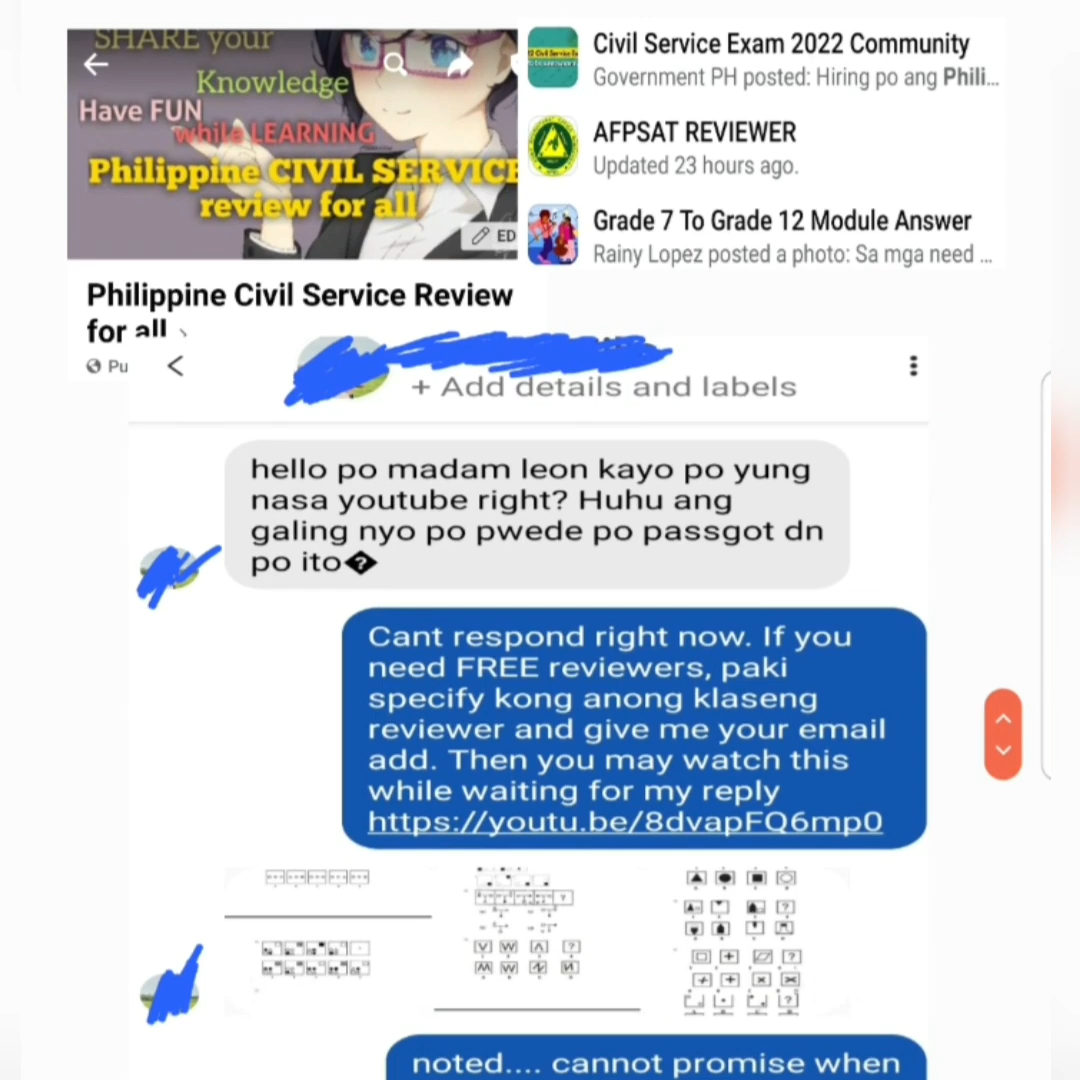 SHARE your
Knowledge
Have FUN
while LEARNING
Philippine CIVIL SERVICE
review for all
ED
Philippine Civil Service Review
for all
Pu
Civil Service Exam 2022 Community
Government PH posted: Hiring po ang Phili...
AFPSAT REVIEWER
Updated 23 hours ago.
Grade 7 To Grade 12 Module Answer
Rainy Lopez posted a photo: Sa mga need ...
+ Add details and labels
hello po madam leon kayo po yung
nasa youtube right? Huhu ang
galing nyo po pwede po passgot dn
po ito�
Cant respond right now. If you
need FREE reviewers, paki
specify kong anong klaseng
reviewer and give me your email
add. Then you may watch this
while waiting for my reply
https://youtu.be/8dvapFQ6mp0
noted.... cannot promise when